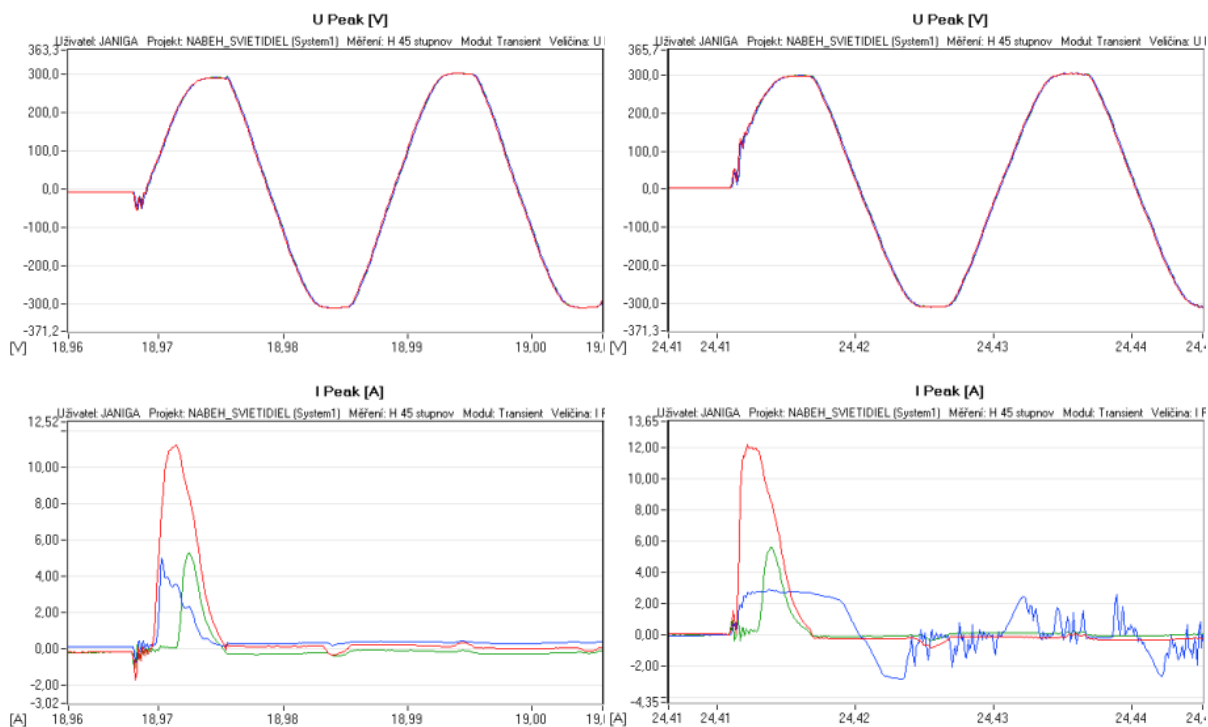 U Peak [V]
Uživatel: JANIGA Projekt: NABEH_SVIETIDIEL (System1) Měření: H 45 stupnov Modul: Transient Veličina: U
363,3
300,0
200,0
100,0
0,0
-100,0
-200,0
-300,0
-371,2
[V]
18,96 18,97 18,98 18,99 19,00 19,0
U Peak [V]
Uživatel: JANIGA Projekt: NABEH_SVIETIDIEL (System1) Měření: H 45 stupnov Modul: Transient Veličina: U
365,7
300,0
200,0
100,0
0,0
-100,0
-200,0
-300,0
-371,3
[V]
24,41 24,41 24,42 24,43 24,44 24,4
I Peak [A]
Uživatel: JANIGA Projekt: NABEH_SVIETIDIEL (System1) Měření: H 45 stupnov Modul: Transient Veličina: I
12,52
10,00
8,00
6,00
4,00
2,00
0,00
-2,00
-3,02
[A]
18,96 18,97 18,98 18,99 19,00 19,0
I Peak [A]
Uživatel: JANIGA Projekt: NABEH_SVIETIDIEL (System1) Měření: H 45 stupnov Modul: Transient Veličina: I
13,65
12,00
10,00
8,00
6,00
4,00
2,00
0,00
-2,00
-4,35
[A]
24,41 24,41 24,42 24,43 24,44 24,4